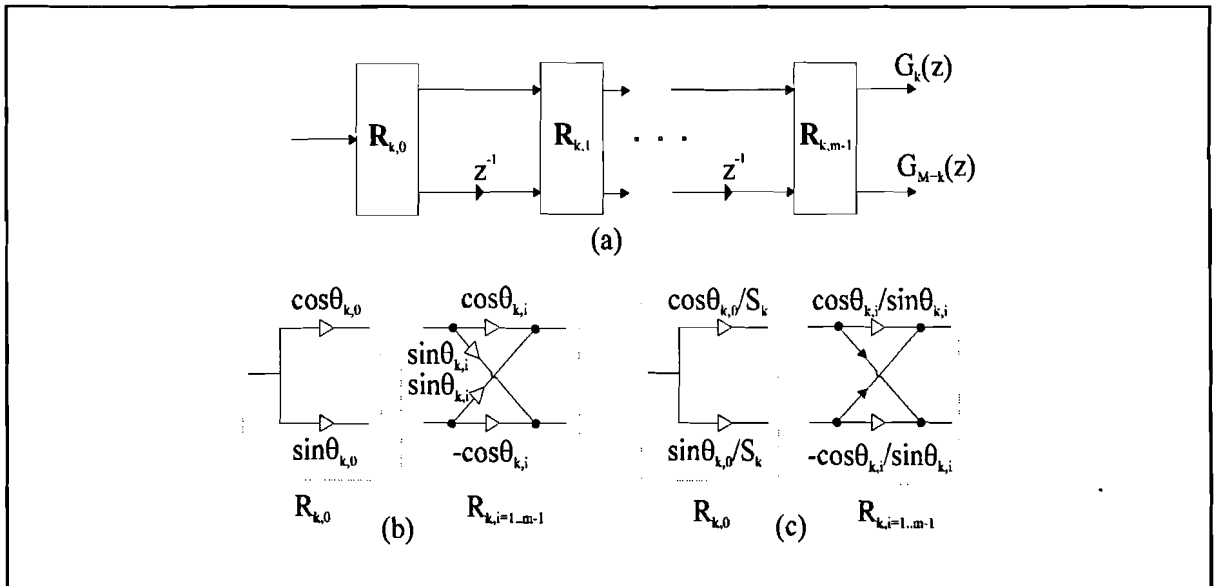 G_k(z)
R_{k,0} R_{k,1} . . . R_{k,m-1}
z^{-1} z^{-1} G_{M-k}(z)
(a)
cosθ_{k,0} cosθ_{k,i} cosθ_{k,0}/S_k cosθ_{k,i}/sinθ_{k,i}
sinθ_{k,i}
sinθ_{k,i}
sinθ_{k,0} -cosθ_{k,i} sinθ_{k,0}/S_k -cosθ_{k,i}/sinθ_{k,i}
R_{k,0} (b) R_{k,i=1..m-1} R_{k,0} (c) R_{k,i=1..m-1}